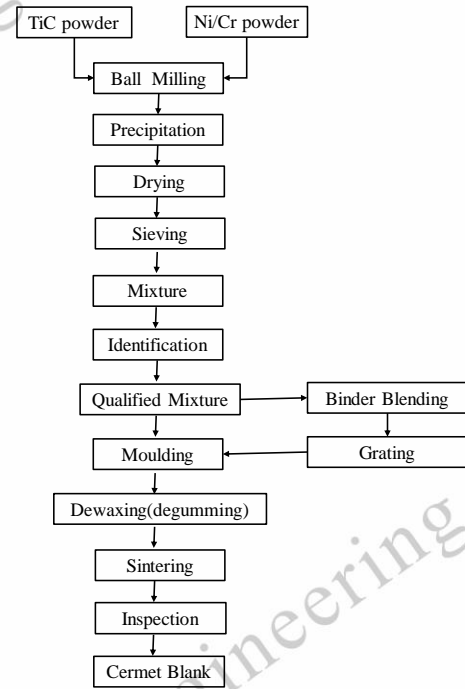 TiC powder
Ni/Cr powder
Ball Milling
Precipitation
Drying
Sieving
Mixture
Identification
Qualified Mixture
Binder Blending
Moulding
Grating
Dewaxing(degumming)
Sintering
Inspection
Cermet Blank